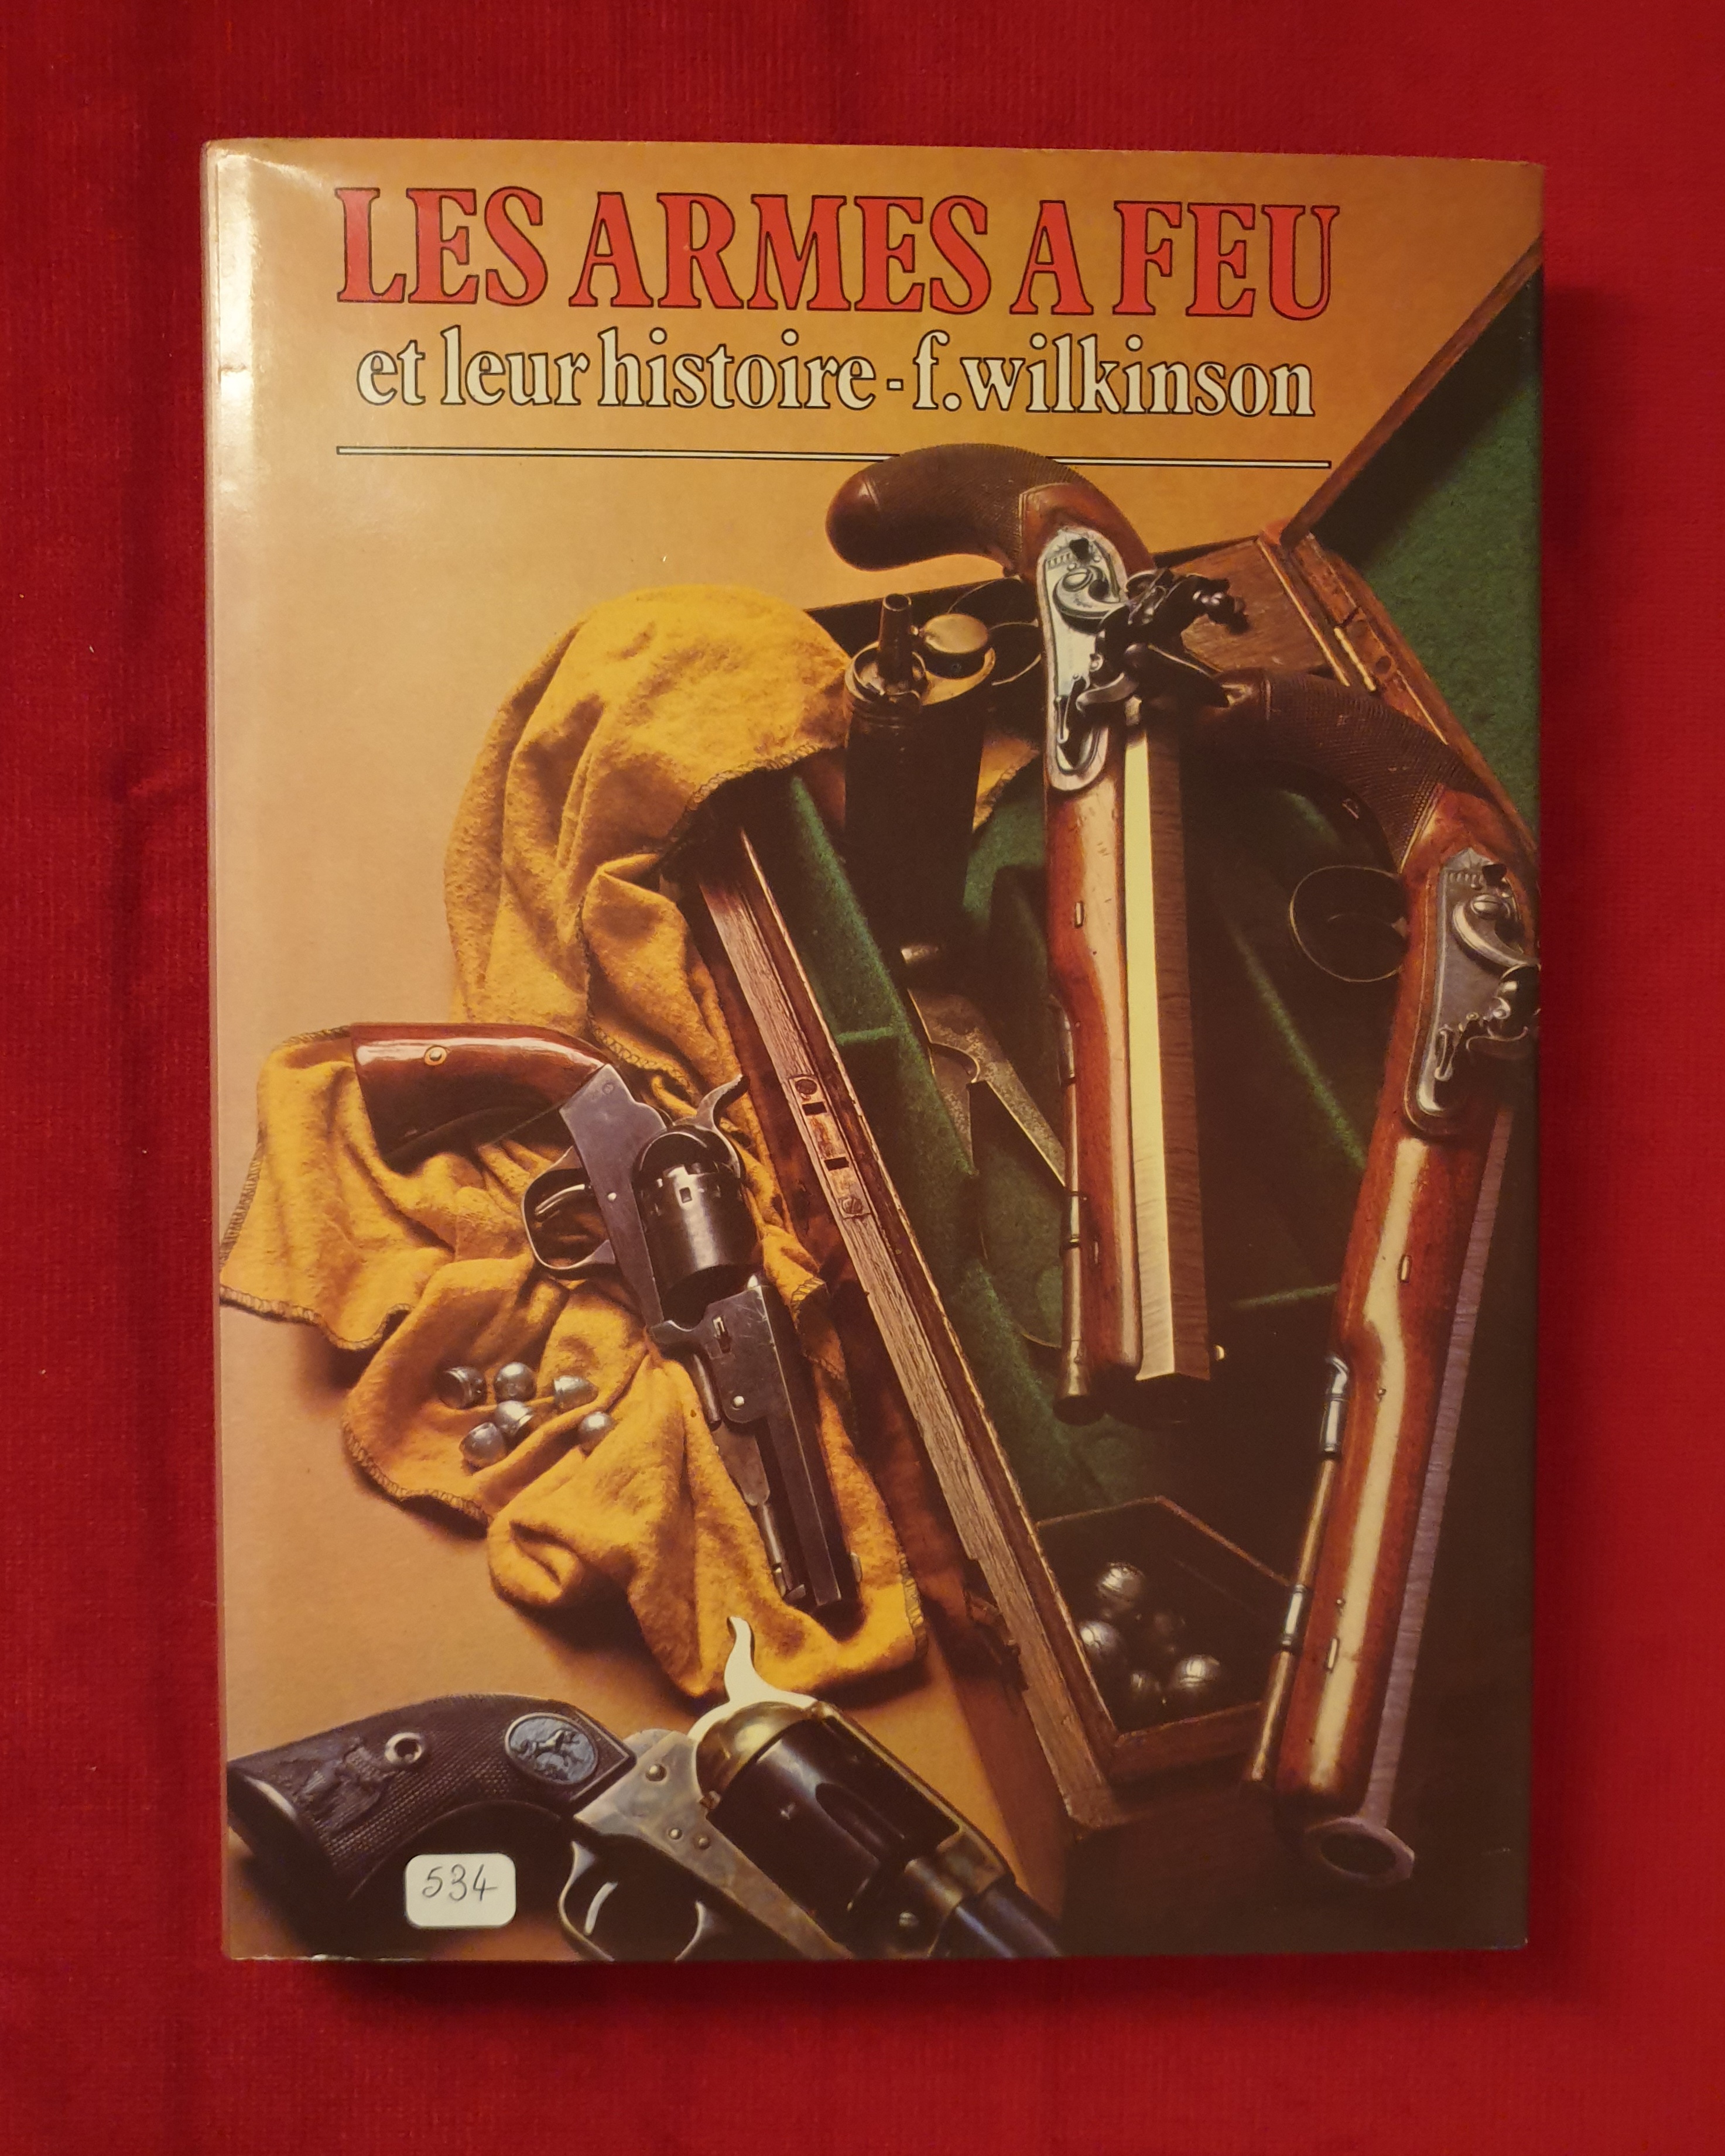 LES ARMES A FEU
et leur histoire - f.wilkinson
534